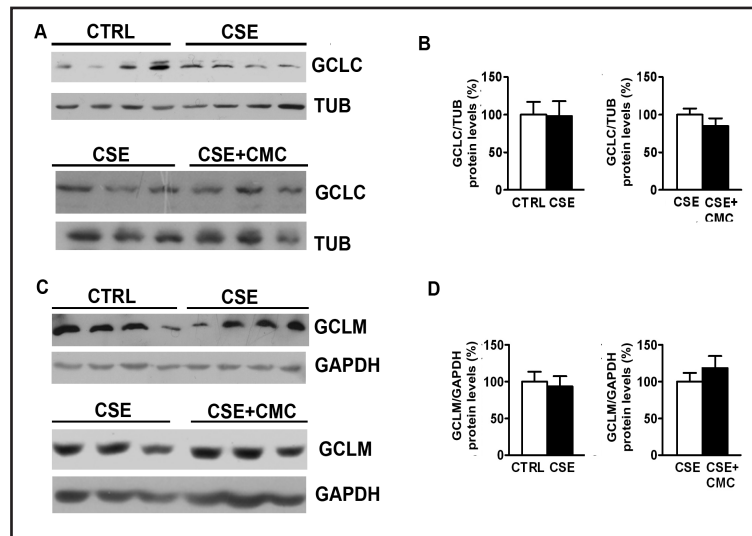 A
CTRL CSE
GCLC
TUB
CSE CSE+CMC
GCLC
TUB
B
GCLC/TUB
protein levels (%)
150
100
50
0
CTRL CSE
GCLC/TUB
protein levels (%)
150
100
50
0
CSE CSE+
CMC
C
CTRL CSE
GCLM
GAPDH
CSE CSE+CMC
GCLM
GAPDH
D
GCLM/GAPDH
protein levels (%)
150
100
50
0
CTRL CSE
GCLM/GAPDH
protein levels (%)
150
100
50
0
CSE CSE+
CMC